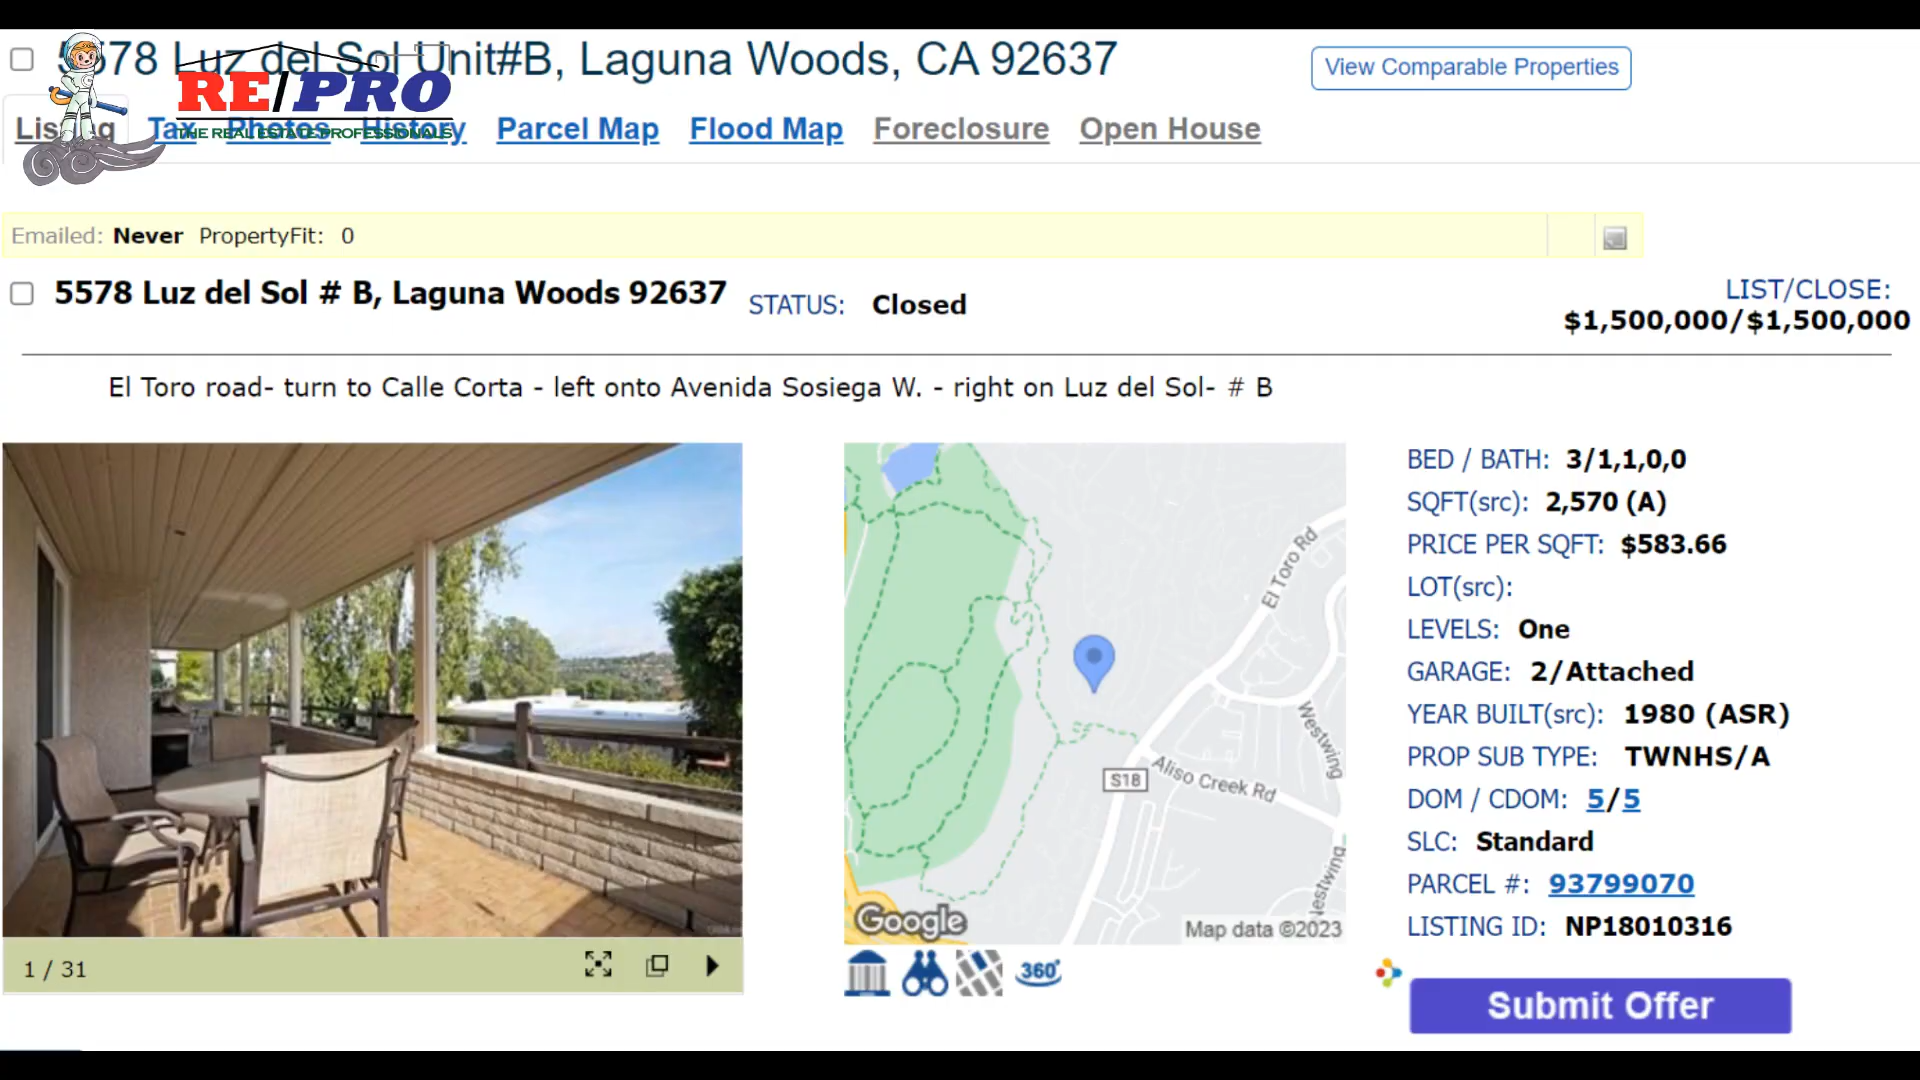 5578 Luz del Sol Unit#B, Laguna Woods, CA 92637
View Comparable Properties
RE/PRO
THE REAL ESTATE PROFESSIONALS
Listing Tax Photos History Parcel Map Flood Map Foreclosure Open House
Emailed: Never PropertyFit: 0
5578 Luz del Sol # B, Laguna Woods 92637 STATUS: Closed
LIST/CLOSE:
$1,500,000/$1,500,000
El Toro road- turn to Calle Corta - left onto Avenida Sosiega W. - right on Luz del Sol- # B
El Toro Rd
Westwing
S18
Aliso Creek Rd
Westwing
Google
Map data ©2023
1 / 31
360°
BED / BATH: 3/1,1,0,0
SQFT(src): 2,570 (A)
PRICE PER SQFT: $583.66
LOT(src):
LEVELS: One
GARAGE: 2/Attached
YEAR BUILT(src): 1980 (ASR)
PROP SUB TYPE: TWNHS/A
DOM / CDOM: 5/5
SLC: Standard
PARCEL #: 93799070
LISTING ID: NP18010316
Submit Offer